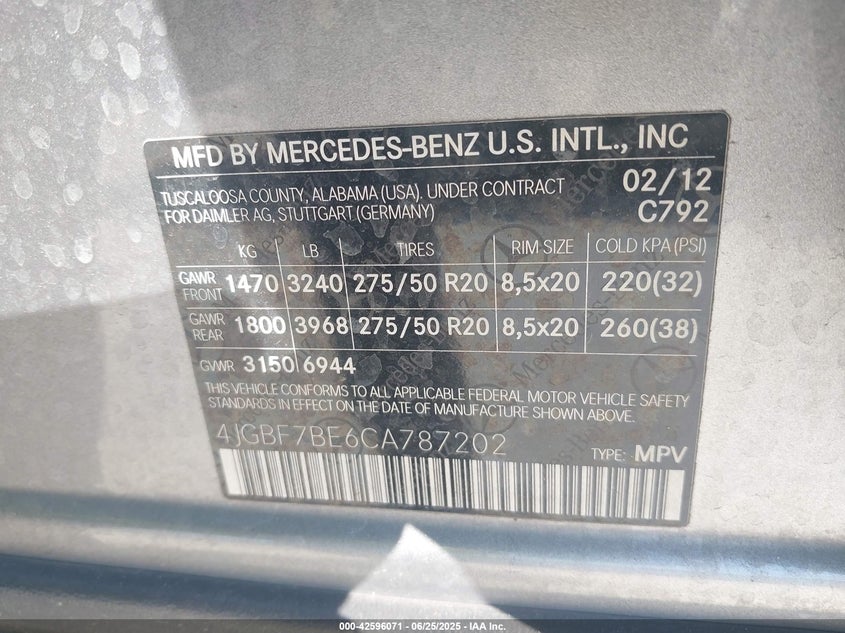 MFD BY MERCEDES-BENZ U.S. INTL., INC
TUSCALOOSA COUNTY, ALABAMA (USA). UNDER CONTRACT 02/12
FOR DAIMLER AG, STUTTGART (GERMANY) C792
KG LB TIRES RIM SIZE COLD KPA (PSI)
GAWR FRONT 1470 3240 275/50 R20 8,5x20 220(32)
GAWR REAR 1800 3968 275/50 R20 8,5x20 260(38)
GVWR 3150 6944
THIS VEHICLE CONFORMS TO ALL APPLICABLE FEDERAL MOTOR VEHICLE SAFETY
STANDARDS IN EFFECT ON THE DATE OF MANUFACTURE SHOWN ABOVE.
4JGBF7BE6CA787202
TYPE: MPV
000-42596071 | 06/25/2025 | IAA Inc.